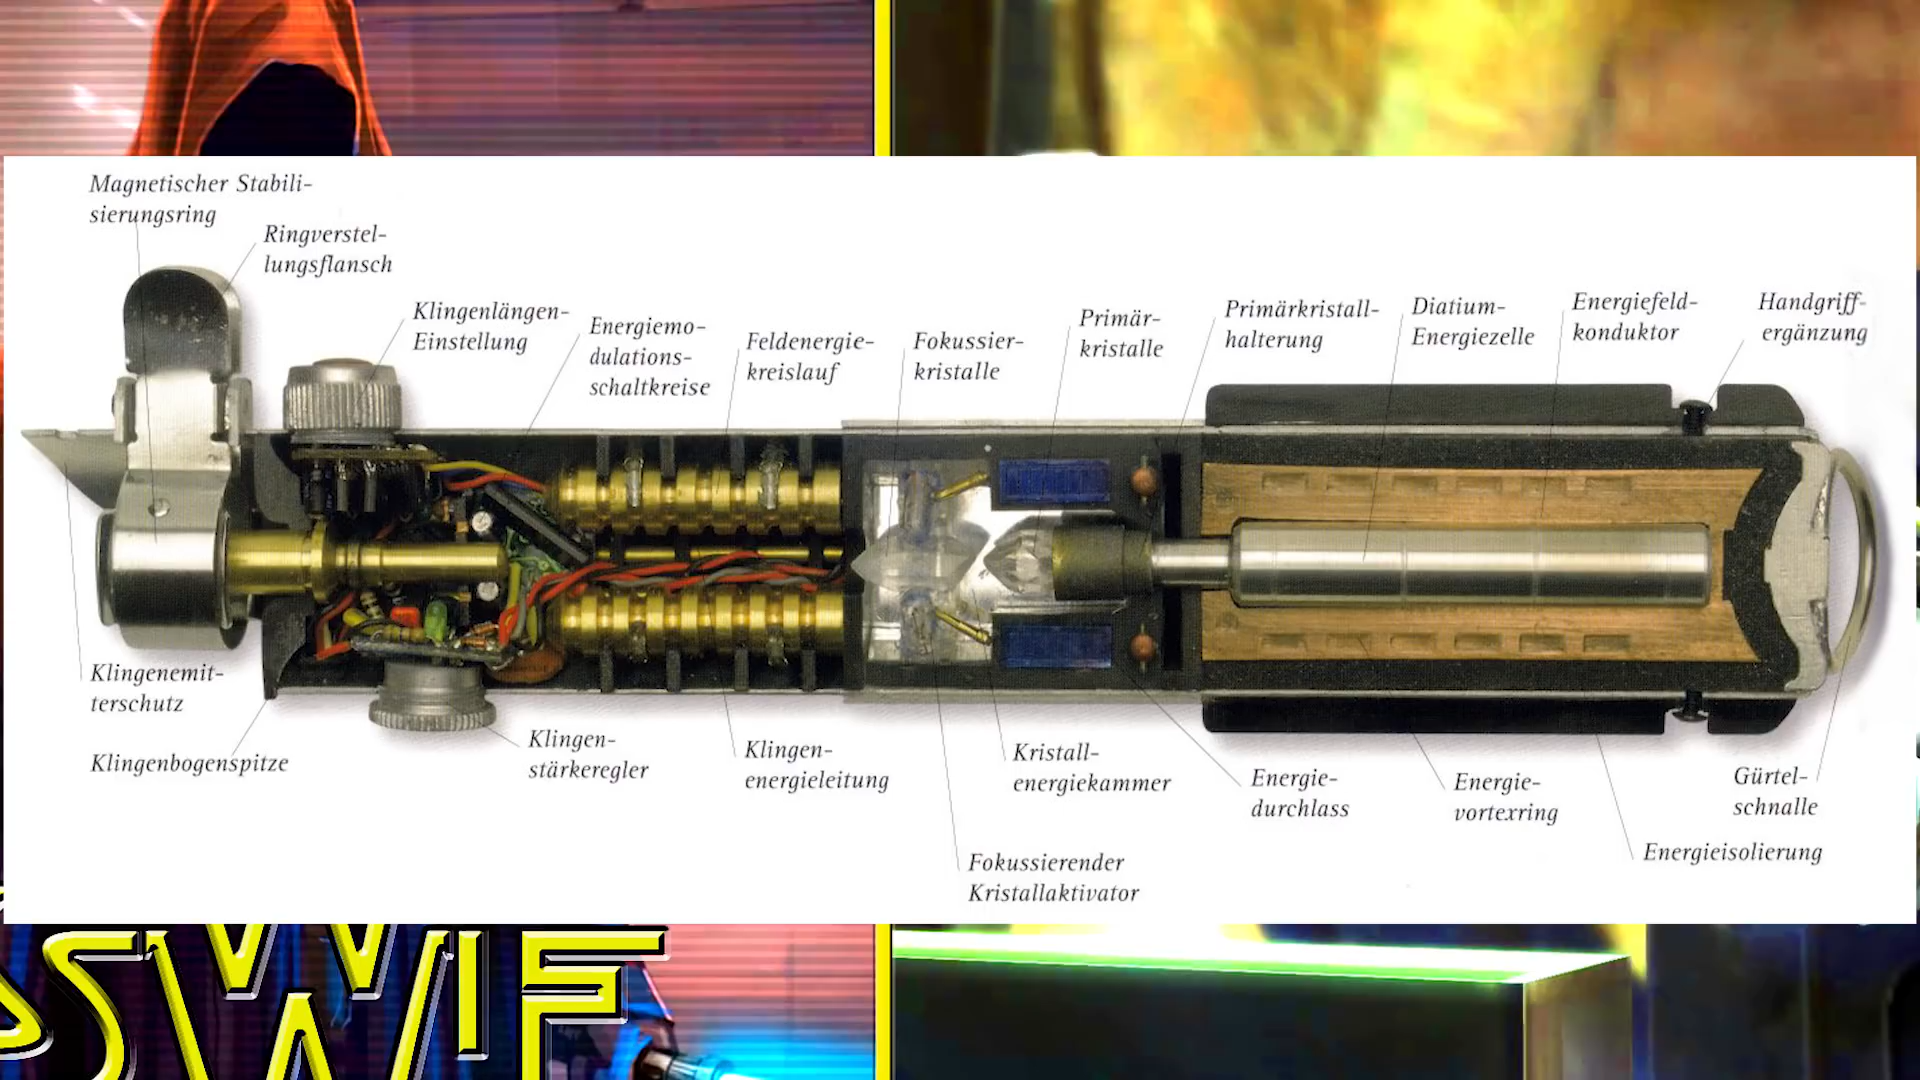 Magnetischer Stabili-
sierungsring
Ringverstel-
lungsflansch
Klingenlängen-
Einstellung
Energiemo-
dulations-
schaltkreise
Feldenergie-
kreislauf
Fokussier-
kristalle
Primär-
kristalle
Primärkristall-
halterung
Diatium-
Energiezelle
Energiefeld-
konduktor
Handgriff-
ergänzung
Klingenemit-
terschutz
Klingenbogenspitze
Klingen-
stärkeregler
Klingen-
energieleitung
Kristall-
energiekammer
Fokussierender
Kristallaktivator
Energie-
durchlass
Energie-
vortexring
Energieisolierung
Gürtel-
schnalle
SWIF